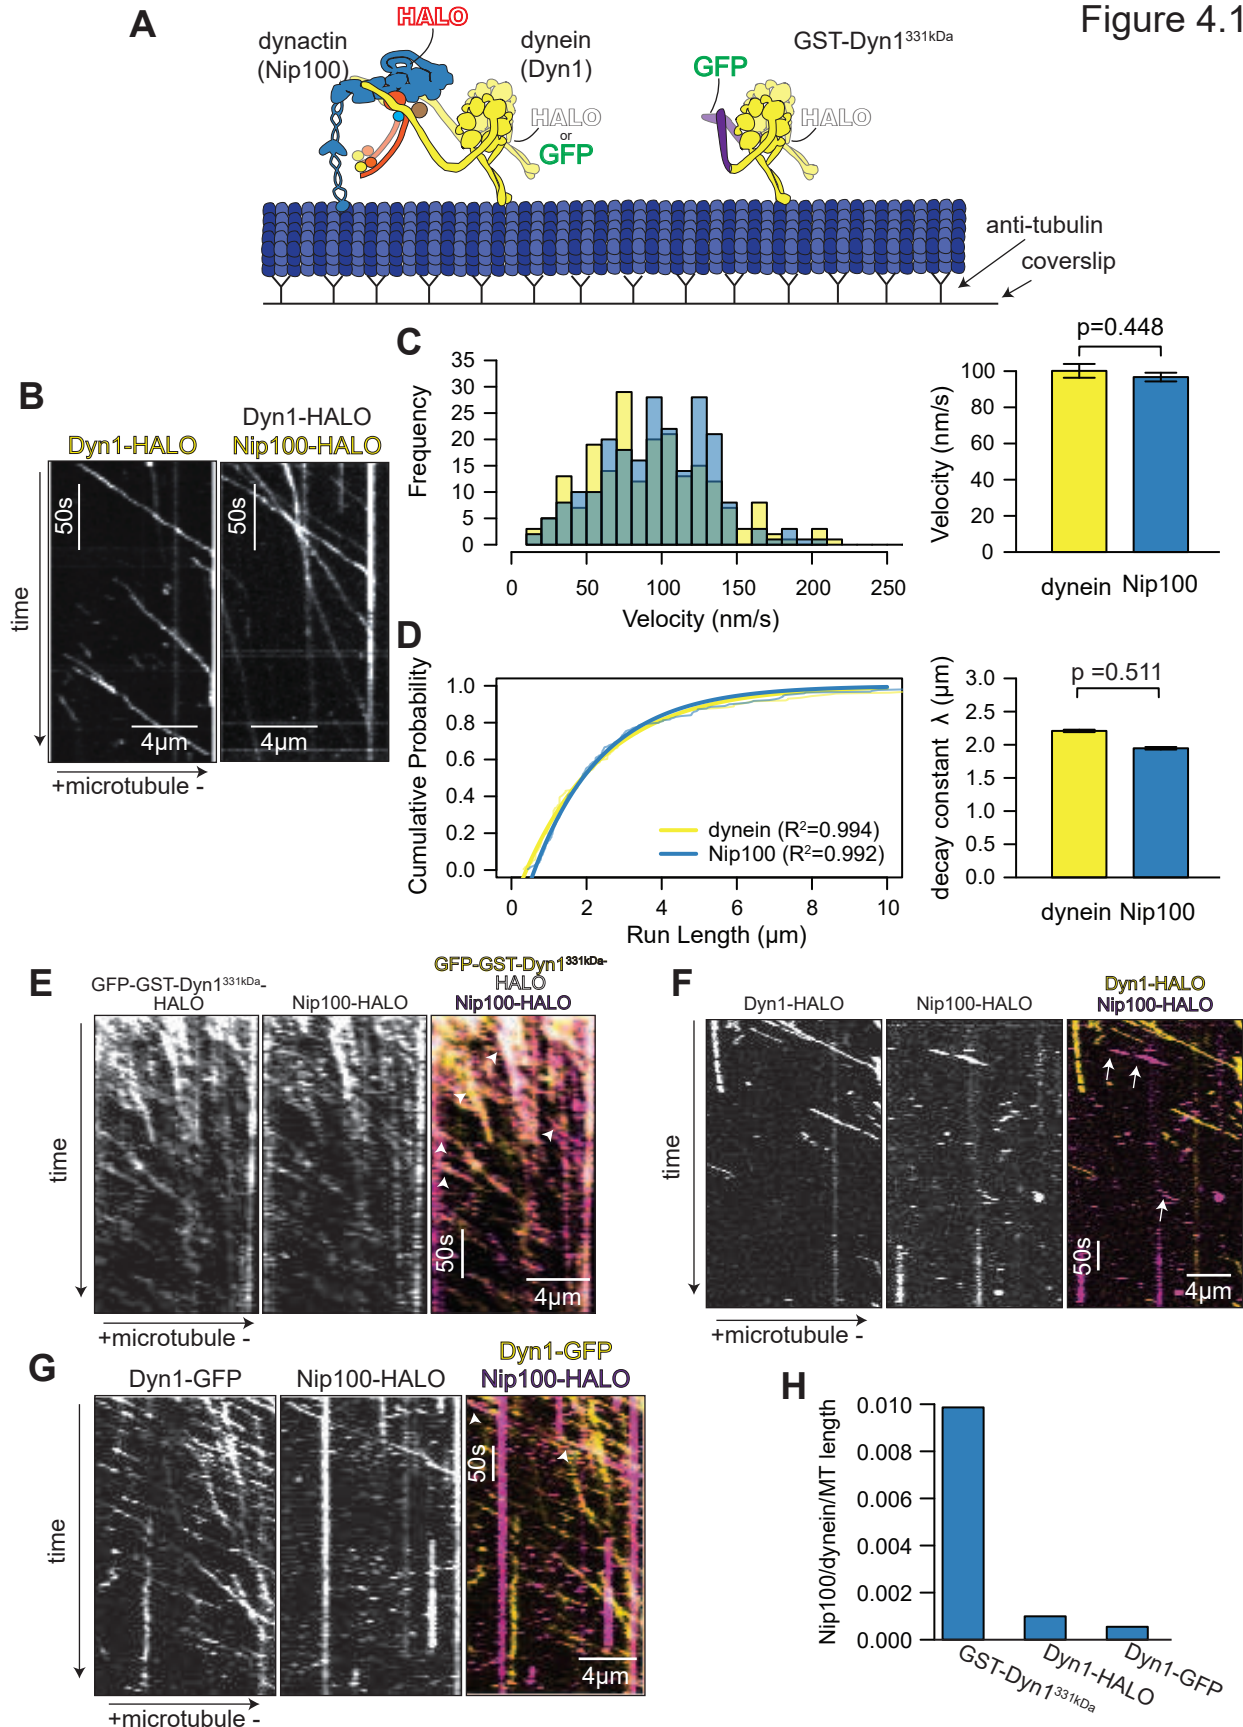 Figure 4.1
A
HALO
dynactin
(Nip100)
dynein
(Dyn1)
HALO
or
GFP
GST-Dyn1331kDa
GFP
HALO
anti-tubulin
coverslip
B
Dyn1-HALO
Dyn1-HALO
Nip100-HALO
time
50s
50s
4µm
4µm
+microtubule -
C
Frequency
35
30
25
20
15
10
5
0
0 50 100 150 200 250
Velocity (nm/s)
p=0.448
Velocity (nm/s)
100
80
60
40
20
0
dynein Nip100
D
Cumulative Probability
1.0
0.8
0.6
0.4
0.2
0.0
dynein (R2=0.994)
Nip100 (R2=0.992)
0 2 4 6 8 10
Run Length (µm)
p =0.511
decay constant λ (µm)
3.0
2.5
2.0
1.5
1.0
0.5
0.0
dynein Nip100
E
GFP-GST-Dyn1331kDa-
HALO
Nip100-HALO
GFP-GST-Dyn1331kDa-
HALO
Nip100-HALO
time
50s
4µm
+microtubule -
F
Dyn1-HALO
Nip100-HALO
Dyn1-HALO
Nip100-HALO
time
50s
4µm
+microtubule -
G
Dyn1-GFP
Nip100-HALO
Dyn1-GFP
Nip100-HALO
time
50s
4µm
+microtubule -
H
Nip100/dynein/MT length
0.010
0.008
0.006
0.004
0.002
0.000
GST-Dyn1331kDa
Dyn1-HALO
Dyn1-GFP